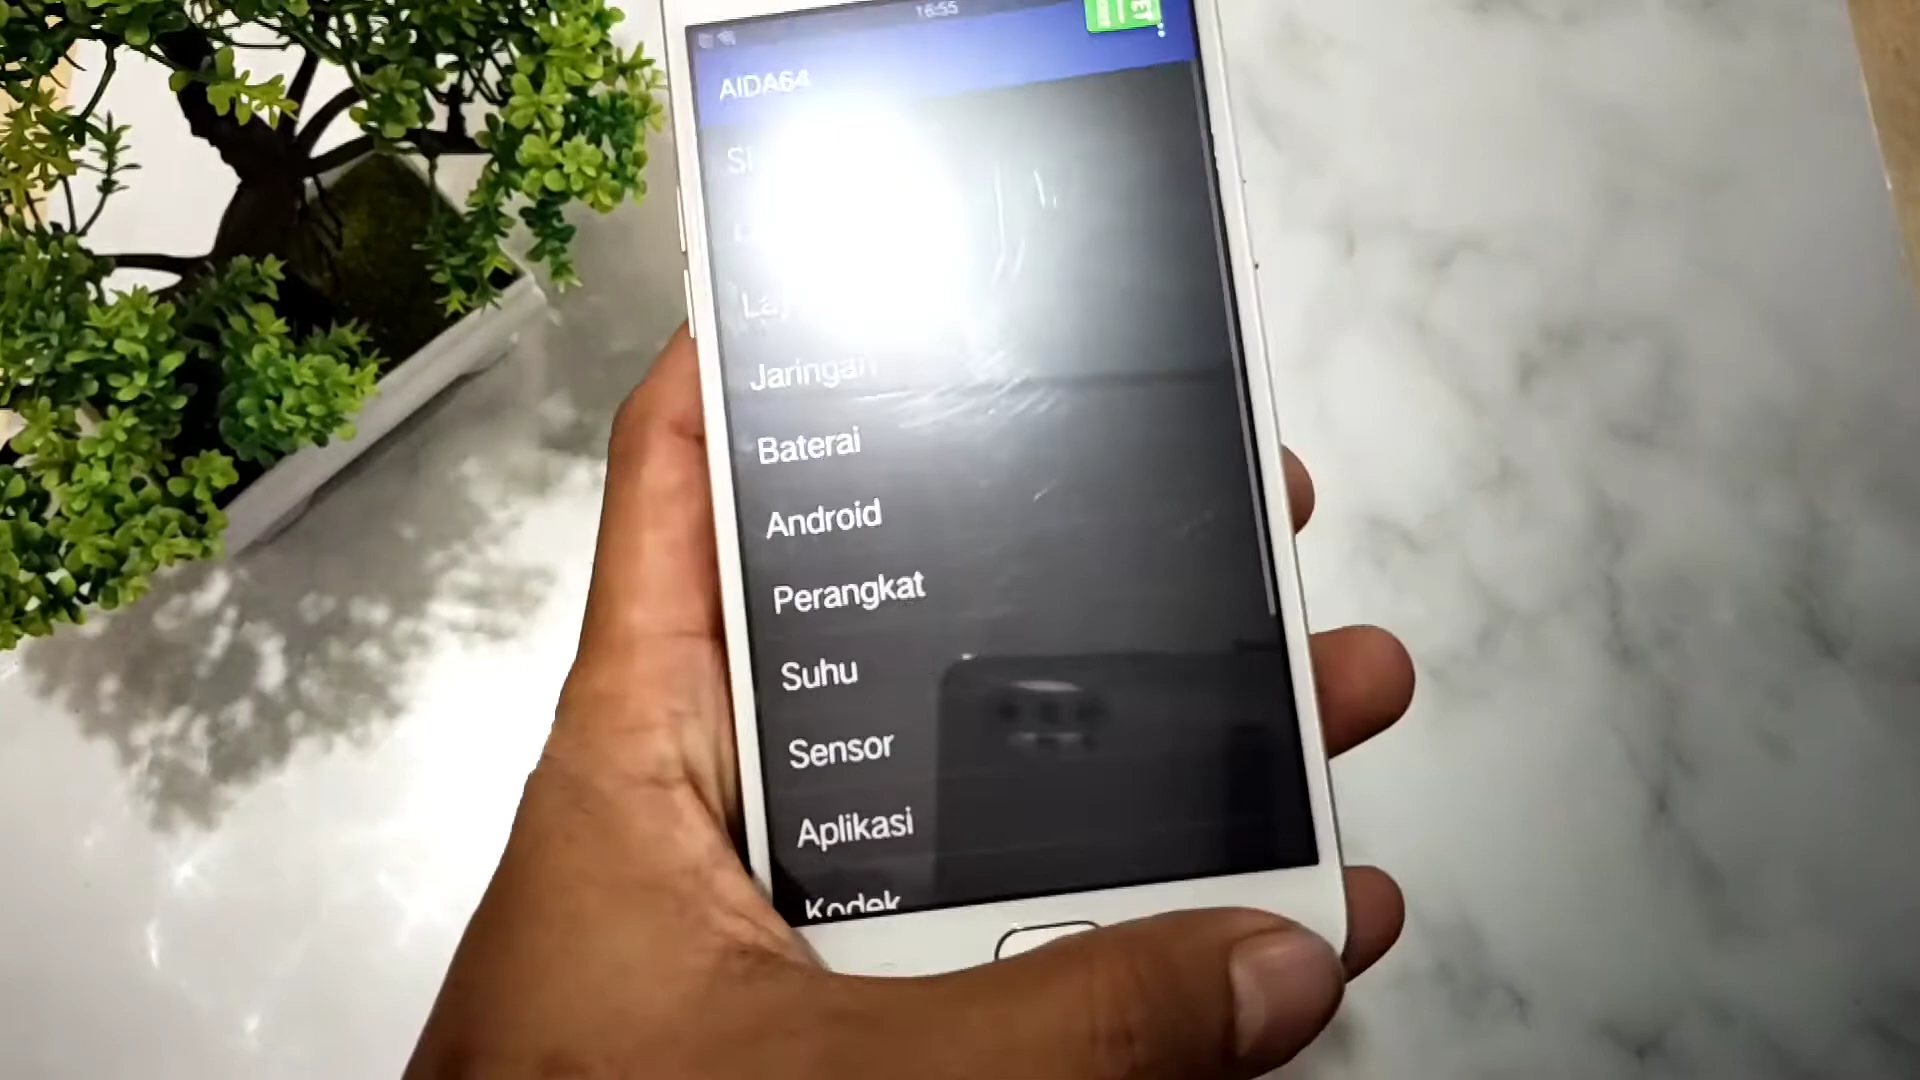 16:55
AIDA64
Jaringan
Baterai
Android
Perangkat
Suhu
Sensor
Aplikasi
Kodek